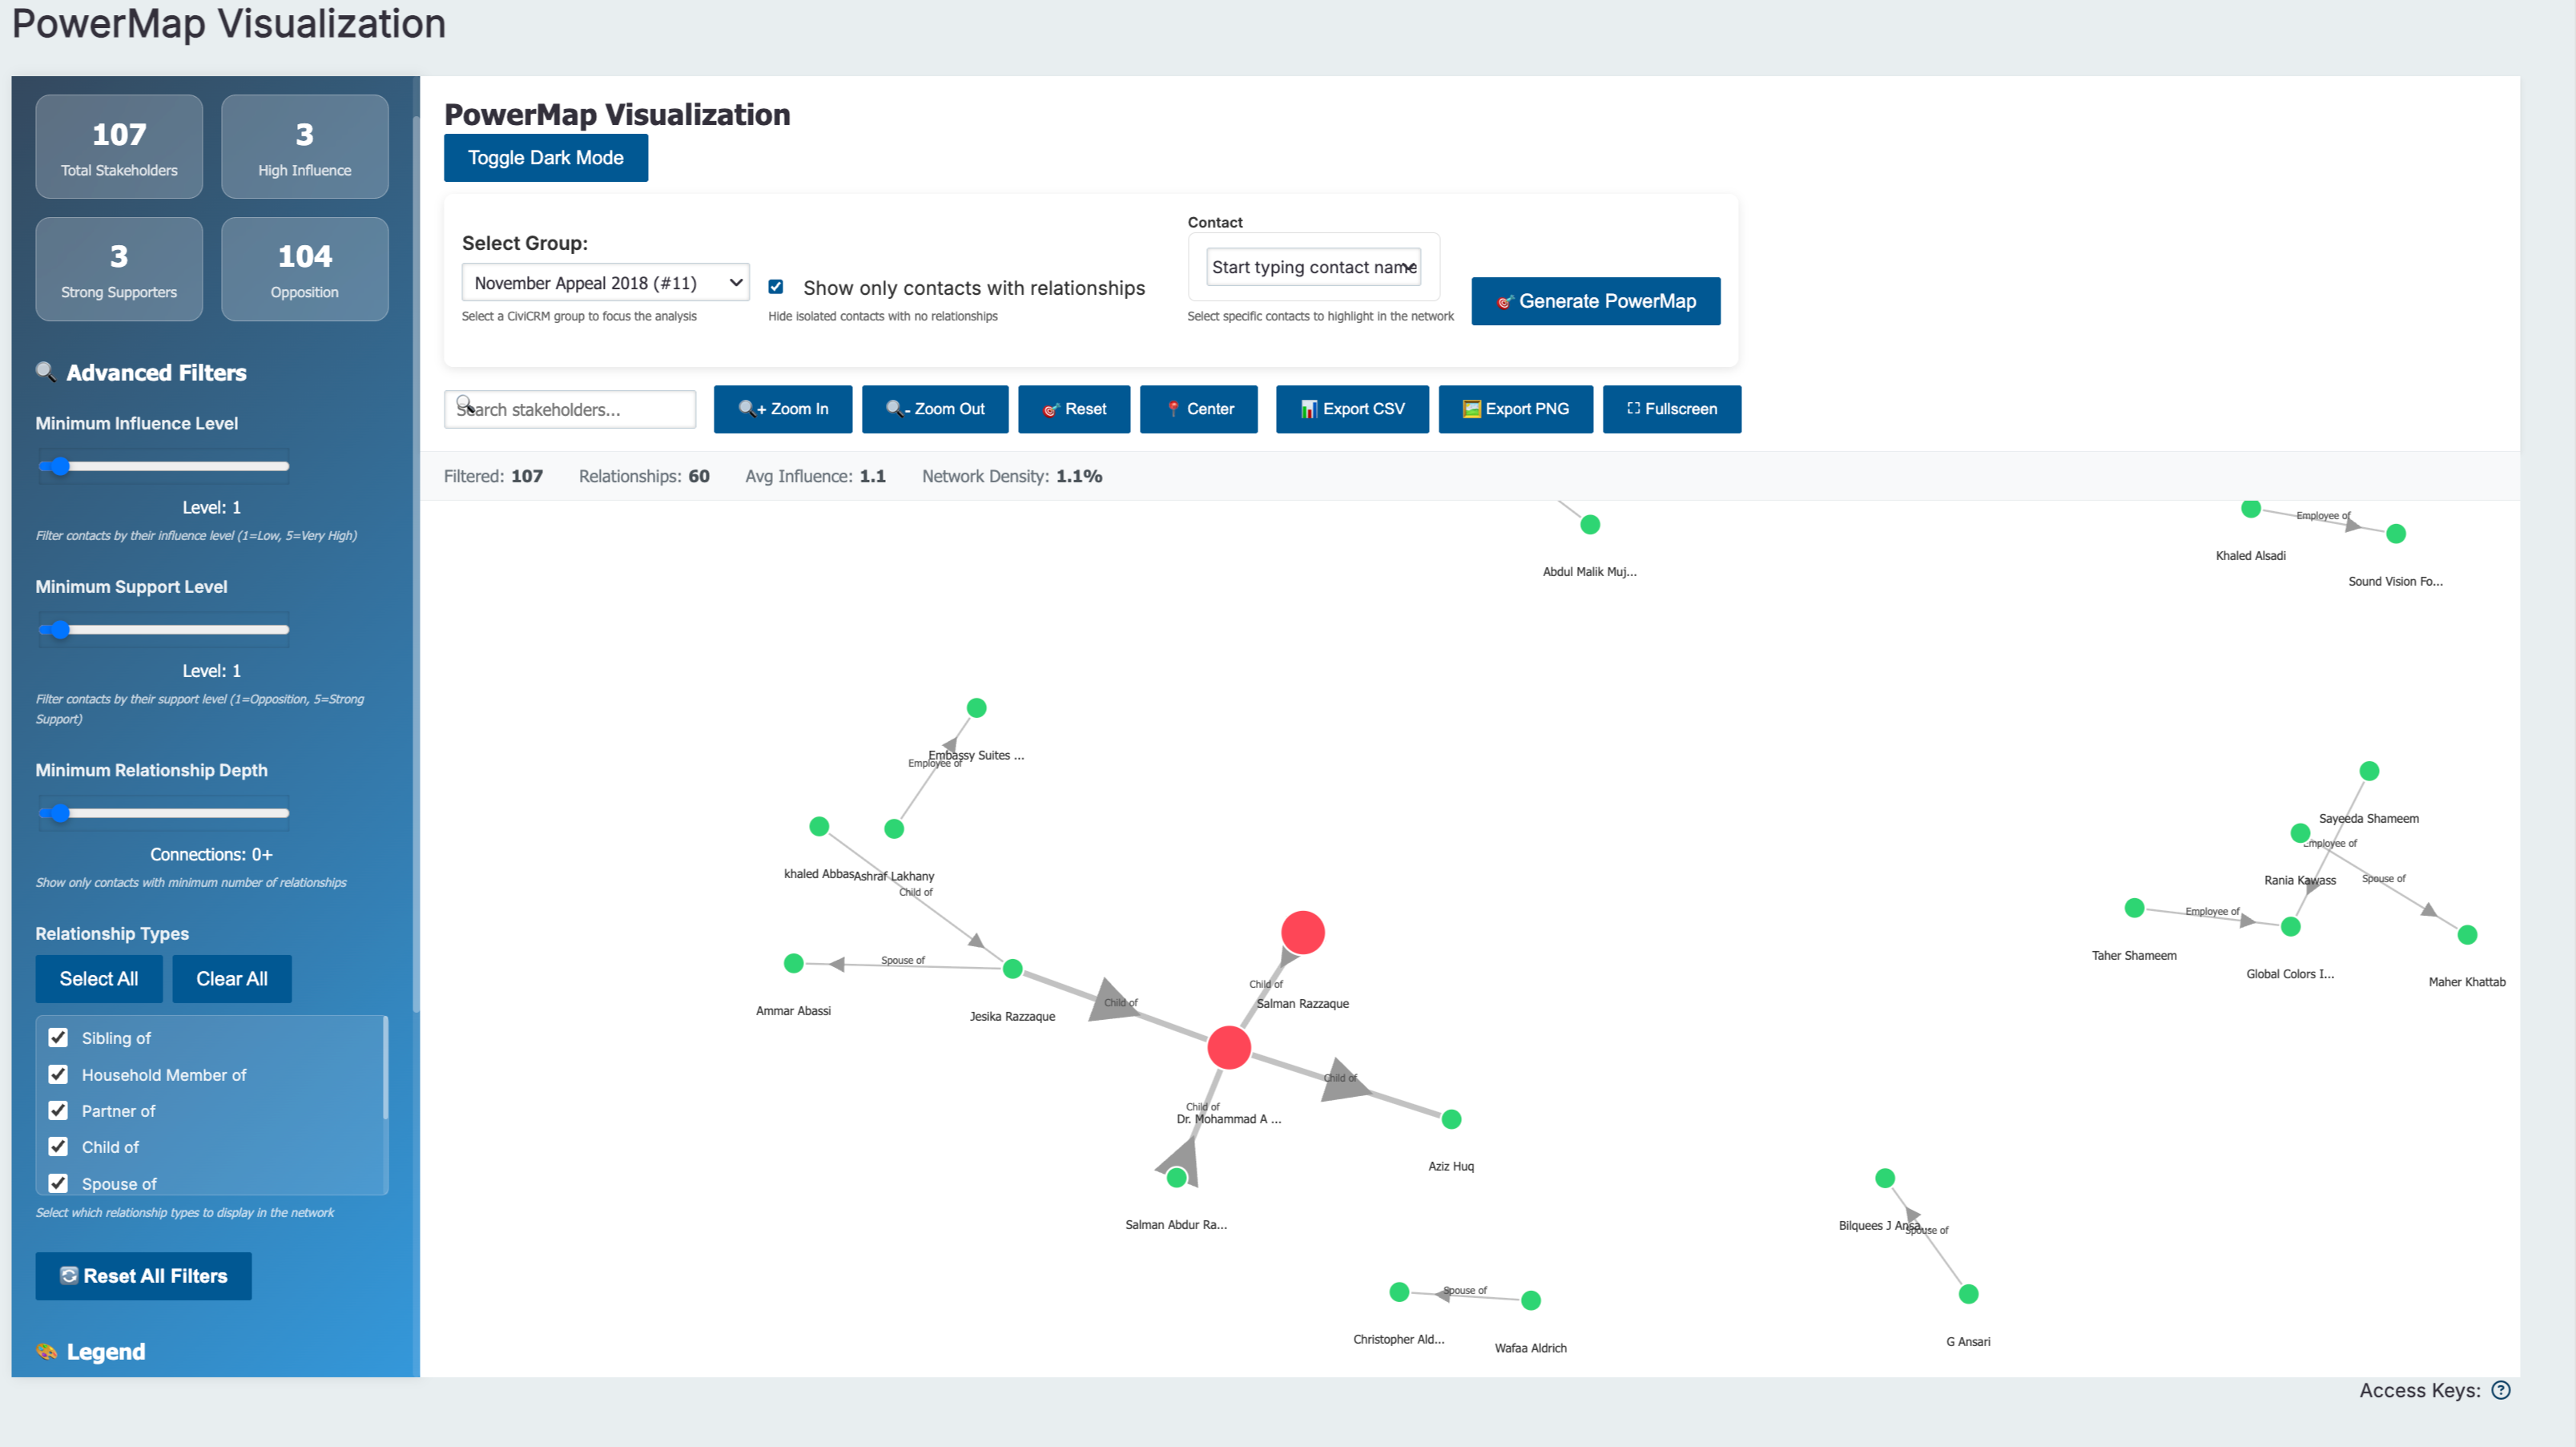 PowerMap Visualization
107
Total Stakeholders
3
High Influence
3
Strong Supporters
104
Opposition
Advanced Filters
Minimum Influence Level
Level: 1
Filter contacts by their influence level (1=Low, 5=Very High)
Minimum Support Level
Level: 1
Filter contacts by their support level (1=Opposition, 5=Strong
Support)
Minimum Relationship Depth
Connections: 0+
Show only contacts with minimum number of relationships
Relationship Types
Select All
Clear All
Sibling of
Household Member of
Partner of
Child of
Spouse of
Select which relationship types to display in the network
Reset All Filters
Legend
PowerMap Visualization
Toggle Dark Mode
Select Group:
November Appeal 2018 (#11)
Select a CiviCRM group to focus the analysis
Show only contacts with relationships
Hide isolated contacts with no relationships
Contact
Start typing contact name
Select specific contacts to highlight in the network
Generate PowerMap
Search stakeholders...
+ Zoom In
- Zoom Out
Reset
Center
Export CSV
Export PNG
Fullscreen
Filtered: 107
Relationships: 60
Avg Influence: 1.1
Network Density: 1.1%
Abdul Malik Muj...
Employee of
Khaled Alsadi
Sound Vision Fo...
Embassy Suites ...
Employee of
khaled Abbas
Ashraf Lakhany
Child of
Spouse of
Ammar Abassi
Jesika Razzaque
Child of
Child of
Salman Razzaque
Child of
Child of
Dr. Mohammad A ...
Aziz Huq
Salman Abdur Ra...
Sayeeda Shameem
Employee of
Rania Kawass
Spouse of
Employee of
Taher Shameem
Global Colors I...
Maher Khattab
Bilquees J Ansa...
Spouse of
G Ansari
Spouse of
Christopher Ald...
Wafaa Aldrich
Access Keys:
?